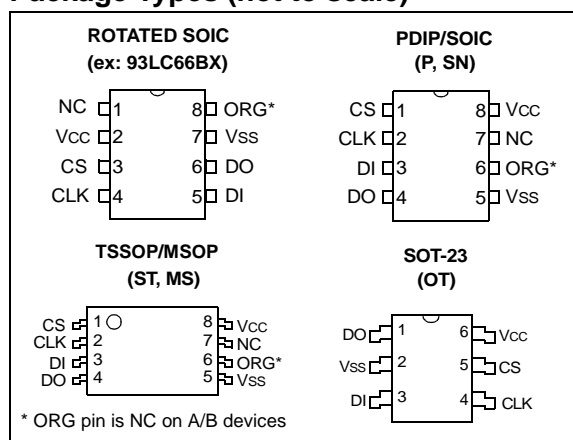 Package Types (not to scale)
ROTATED SOIC
(ex: 93LC66BX)
NC 1 8 ORG*
VCC 2 7 VSS
CS 3 6 DO
CLK 4 5 DI
PDIP/SOIC
(P, SN)
CS 1 8 VCC
CLK 2 7 NC
DI 3 6 ORG*
DO 4 5 VSS
TSSOP/MSOP
(ST, MS)
CS 1 8 VCC
CLK 2 7 NC
DI 3 6 ORG*
DO 4 5 VSS
SOT-23
(OT)
DO 1 6 VCC
VSS 2 5 CS
DI 3 4 CLK
* ORG pin is NC on A/B devices